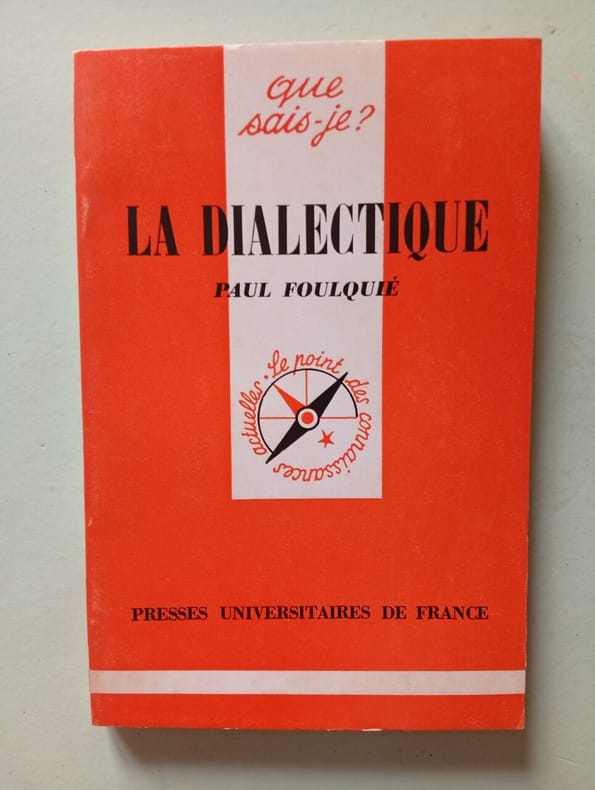 que
sais-je?
LA DIALECTIQUE
PAUL FOULQUIÉ
Le point des connaissances actuelles.
PRESSES UNIVERSITAIRES DE FRANCE